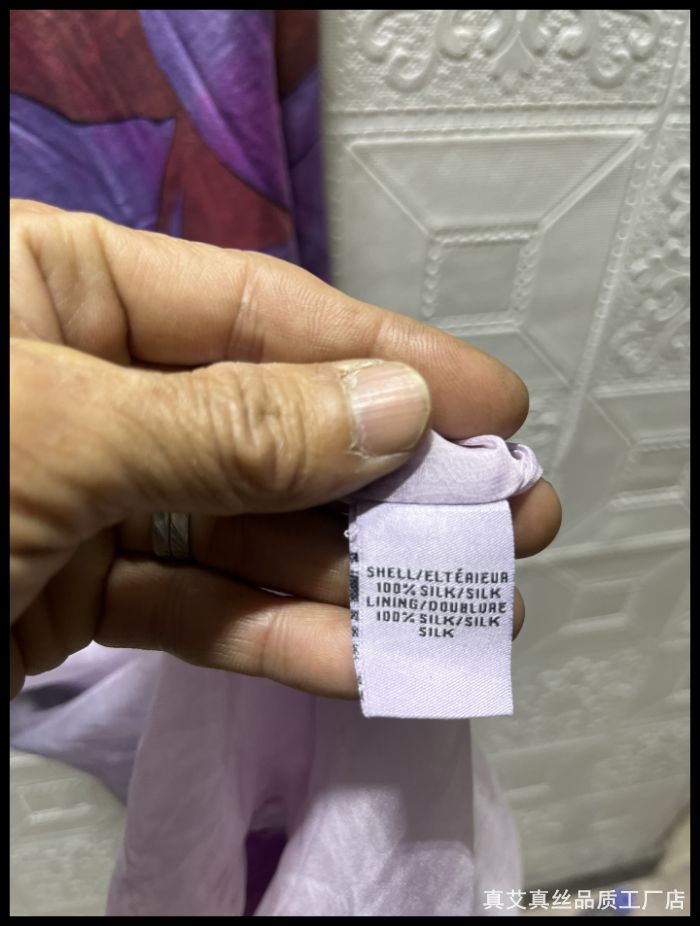 SHELL/ELTÉRIEUR
100% SILK/SILK
LINING/DOUBLURE
100% SILK/SILK
SILK
真艾真丝品质工厂店